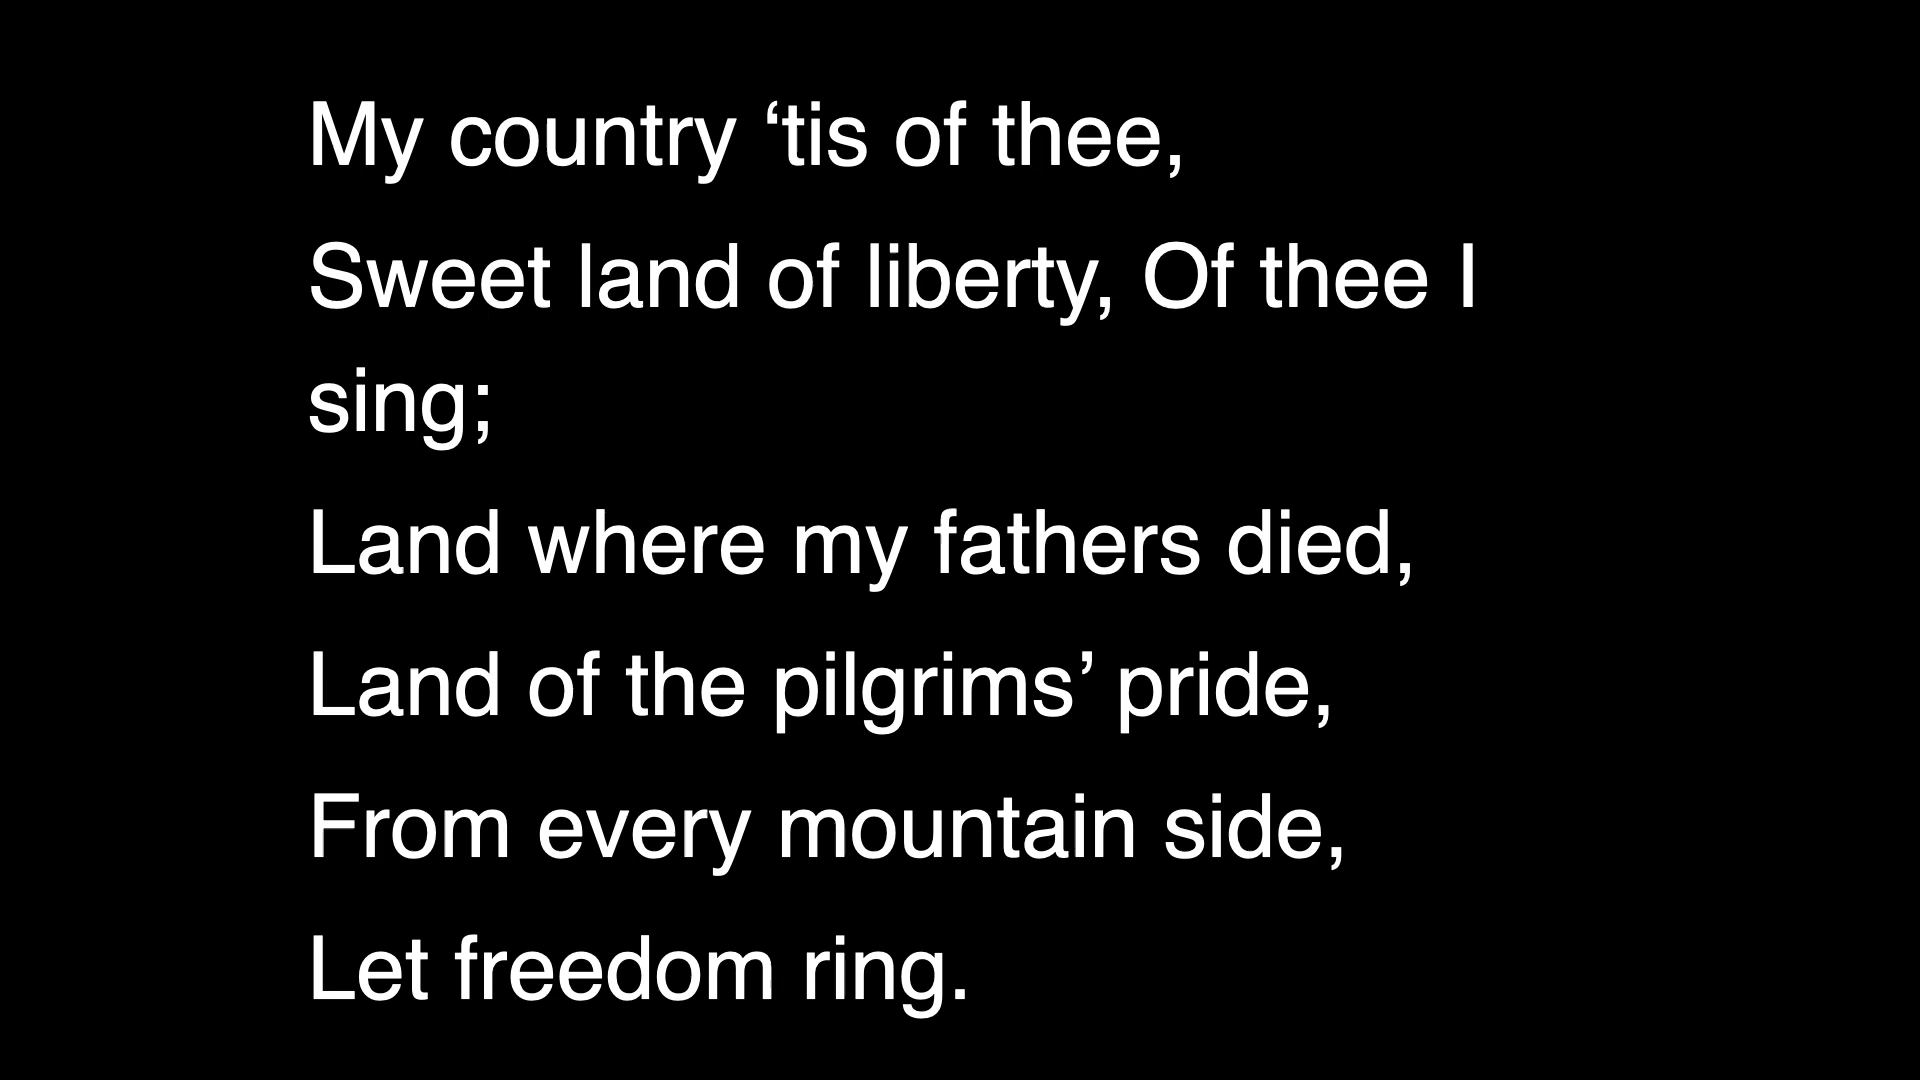 My country ‘tis of thee,
Sweet land of liberty, Of thee I
sing;
Land where my fathers died,
Land of the pilgrims’ pride,
From every mountain side,
Let freedom ring.